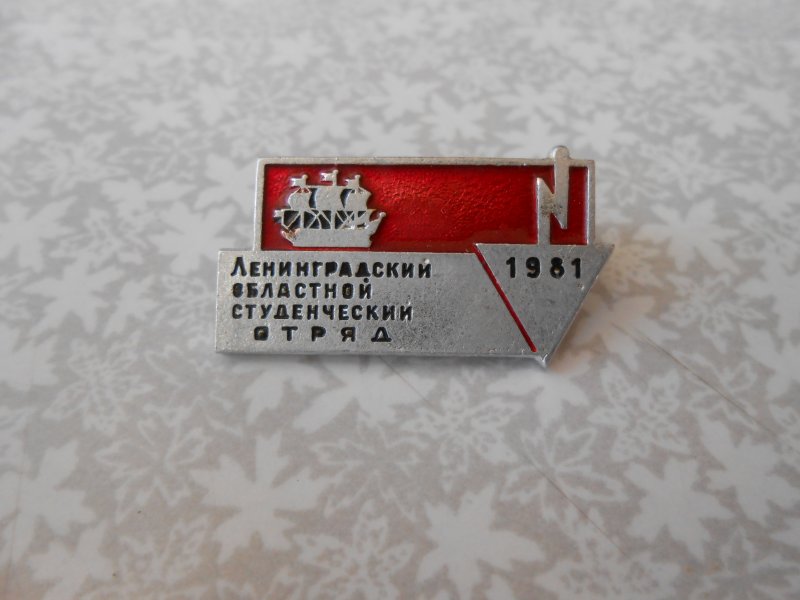 Ленинградский
областной
студенческий
отряд
1981